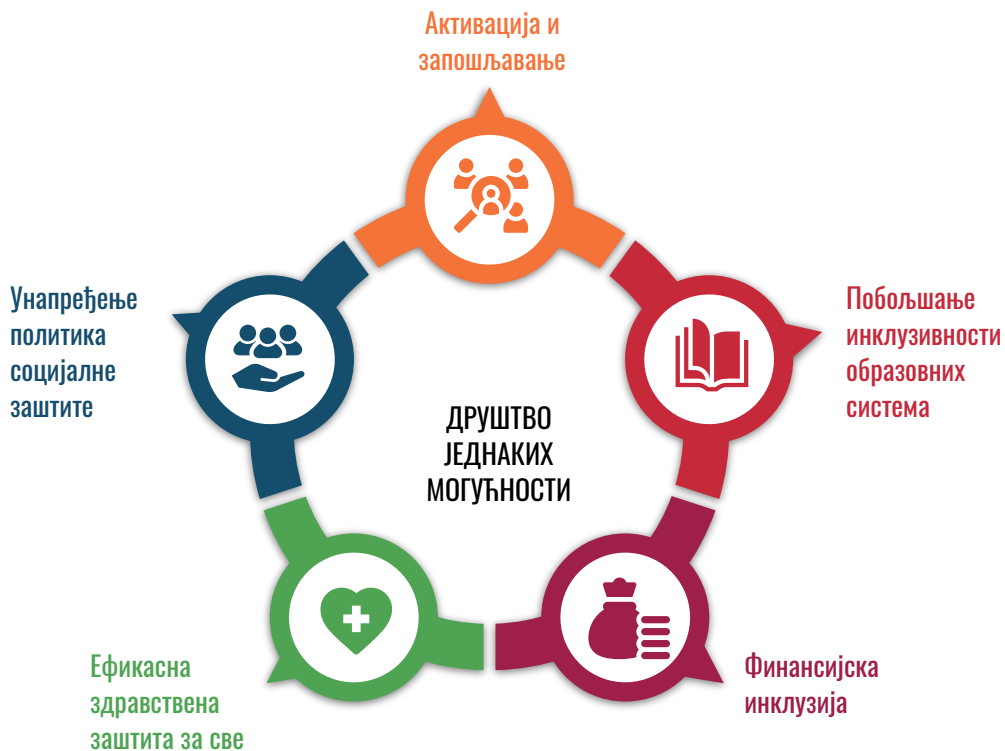 Активација и
запошљавање
Унапређење
политика
социјалне
заштите
Побољшање
инклузивности
образовних
система
ДРУШТВО
ЈЕДНАКИХ
МОГУЋНОСТИ
Ефикасна
здравствена
заштита за све
Финансијска
инклузија